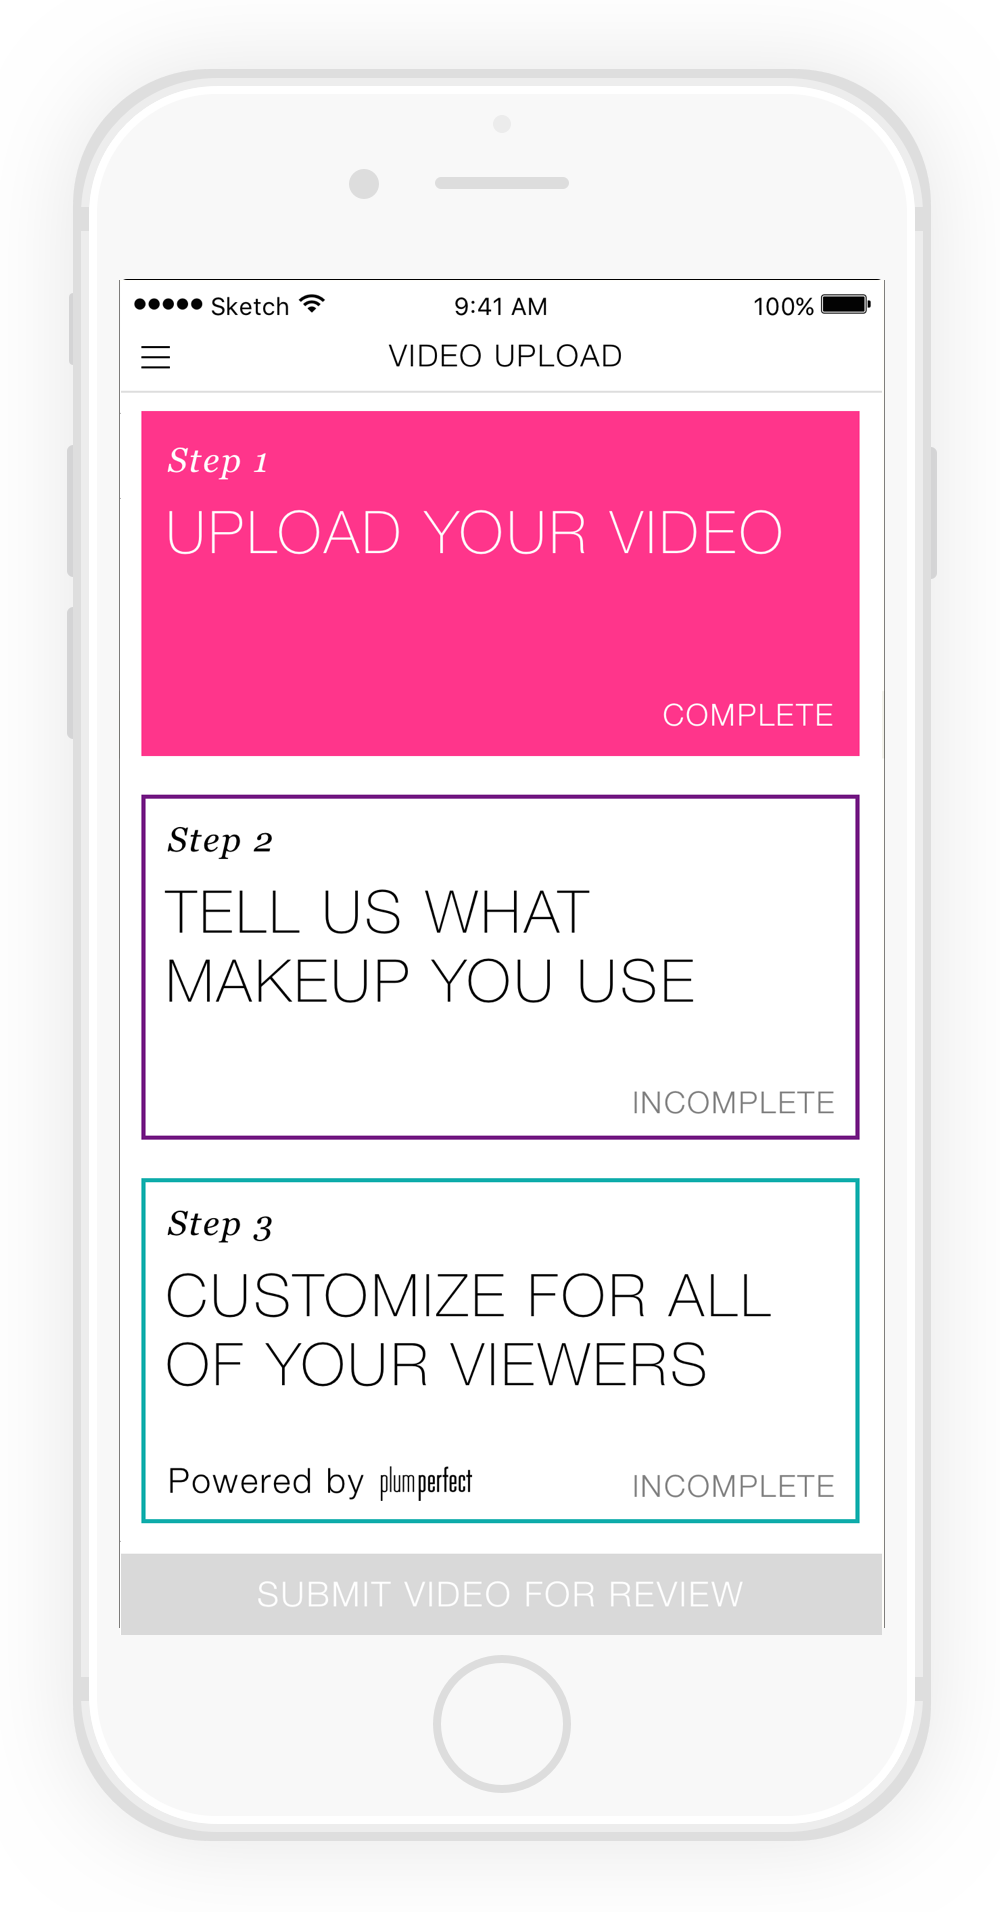 Sketch 9:41 AM 100%
VIDEO UPLOAD
Step 1
UPLOAD YOUR VIDEO
COMPLETE
Step 2
TELL US WHAT
MAKEUP YOU USE
INCOMPLETE
Step 3
CUSTOMIZE FOR ALL
OF YOUR VIEWERS
Powered by plumperfect
INCOMPLETE
SUBMIT VIDEO FOR REVIEW